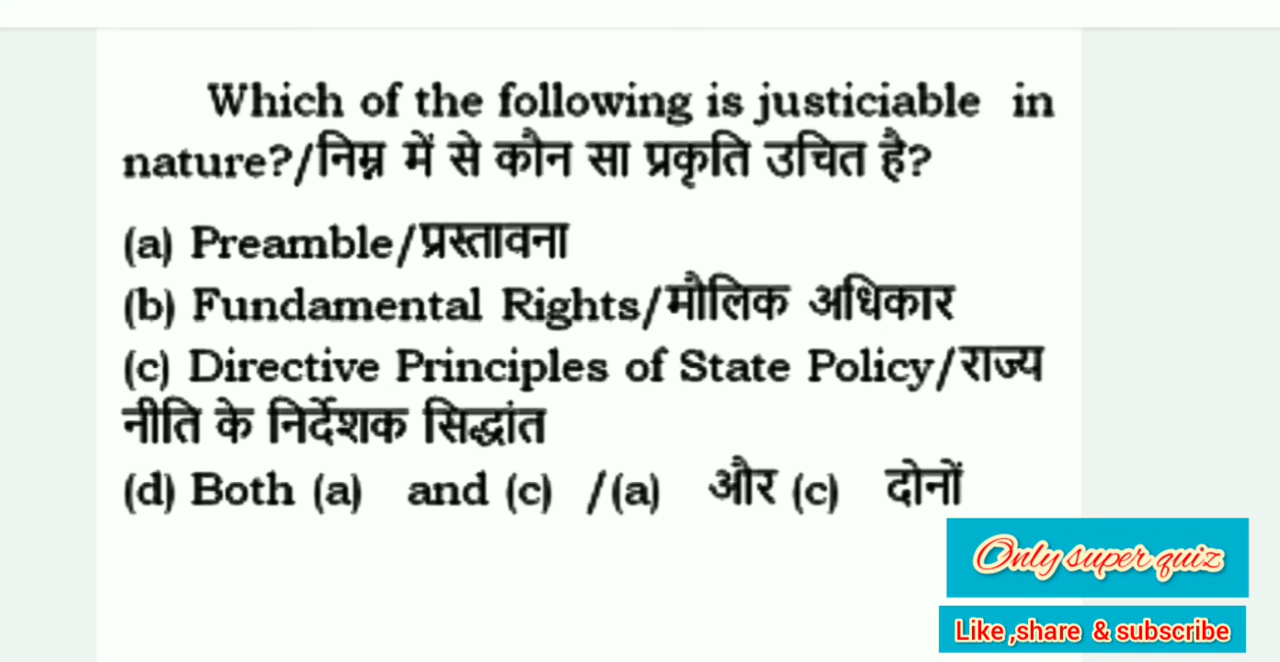 Which of the following is justiciable in
nature?/निम्न में से कौन सा प्रकृति उचित है?
(a) Preamble/प्रस्तावना
(b) Fundamental Rights/मौलिक अधिकार
(c) Directive Principles of State Policy/राज्य
नीति के निर्देशक सिद्धांत
(d) Both (a) and (c) /(a) और (c) दोनों
Only super quiz
Like ,share & subscribe